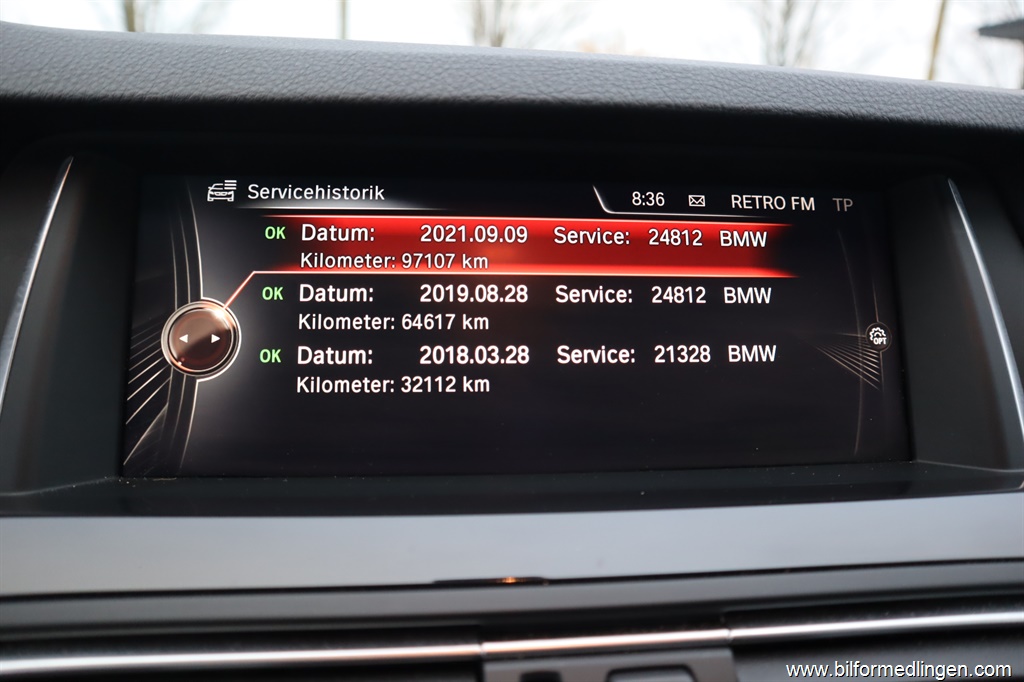 Servicehistorik 8:36 RETRO FM TP
OK Datum: 2021.09.09 Service: 24812 BMW
Kilometer: 97107 km
OK Datum: 2019.08.28 Service: 24812 BMW
Kilometer: 64617 km
OK Datum: 2018.03.28 Service: 21328 BMW
Kilometer: 32112 km
OPT
www.bilformedlingen.com